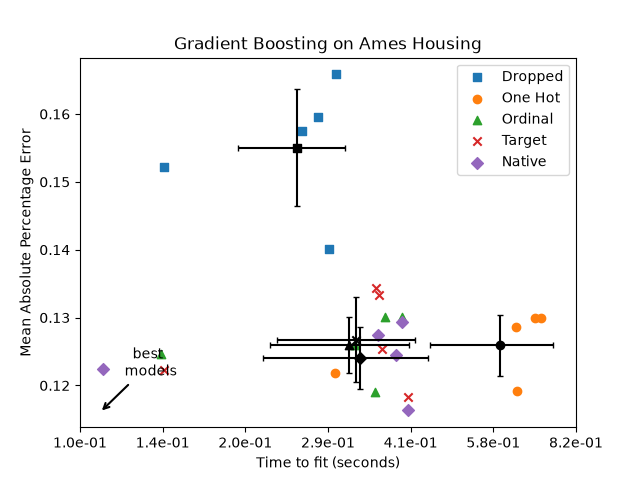 Gradient Boosting on Ames Housing
Mean Absolute Percentage Error
0.16
0.15
0.14
0.13
0.12
Dropped
One Hot
Ordinal
Target
Native
best
models
1.0e-01 1.4e-01 2.0e-01 2.9e-01 4.1e-01 5.8e-01 8.2e-01
Time to fit (seconds)